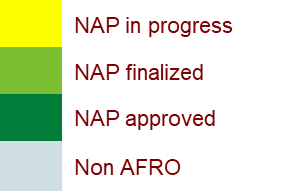 NAP in progress
NAP finalized
NAP approved
Non AFRO